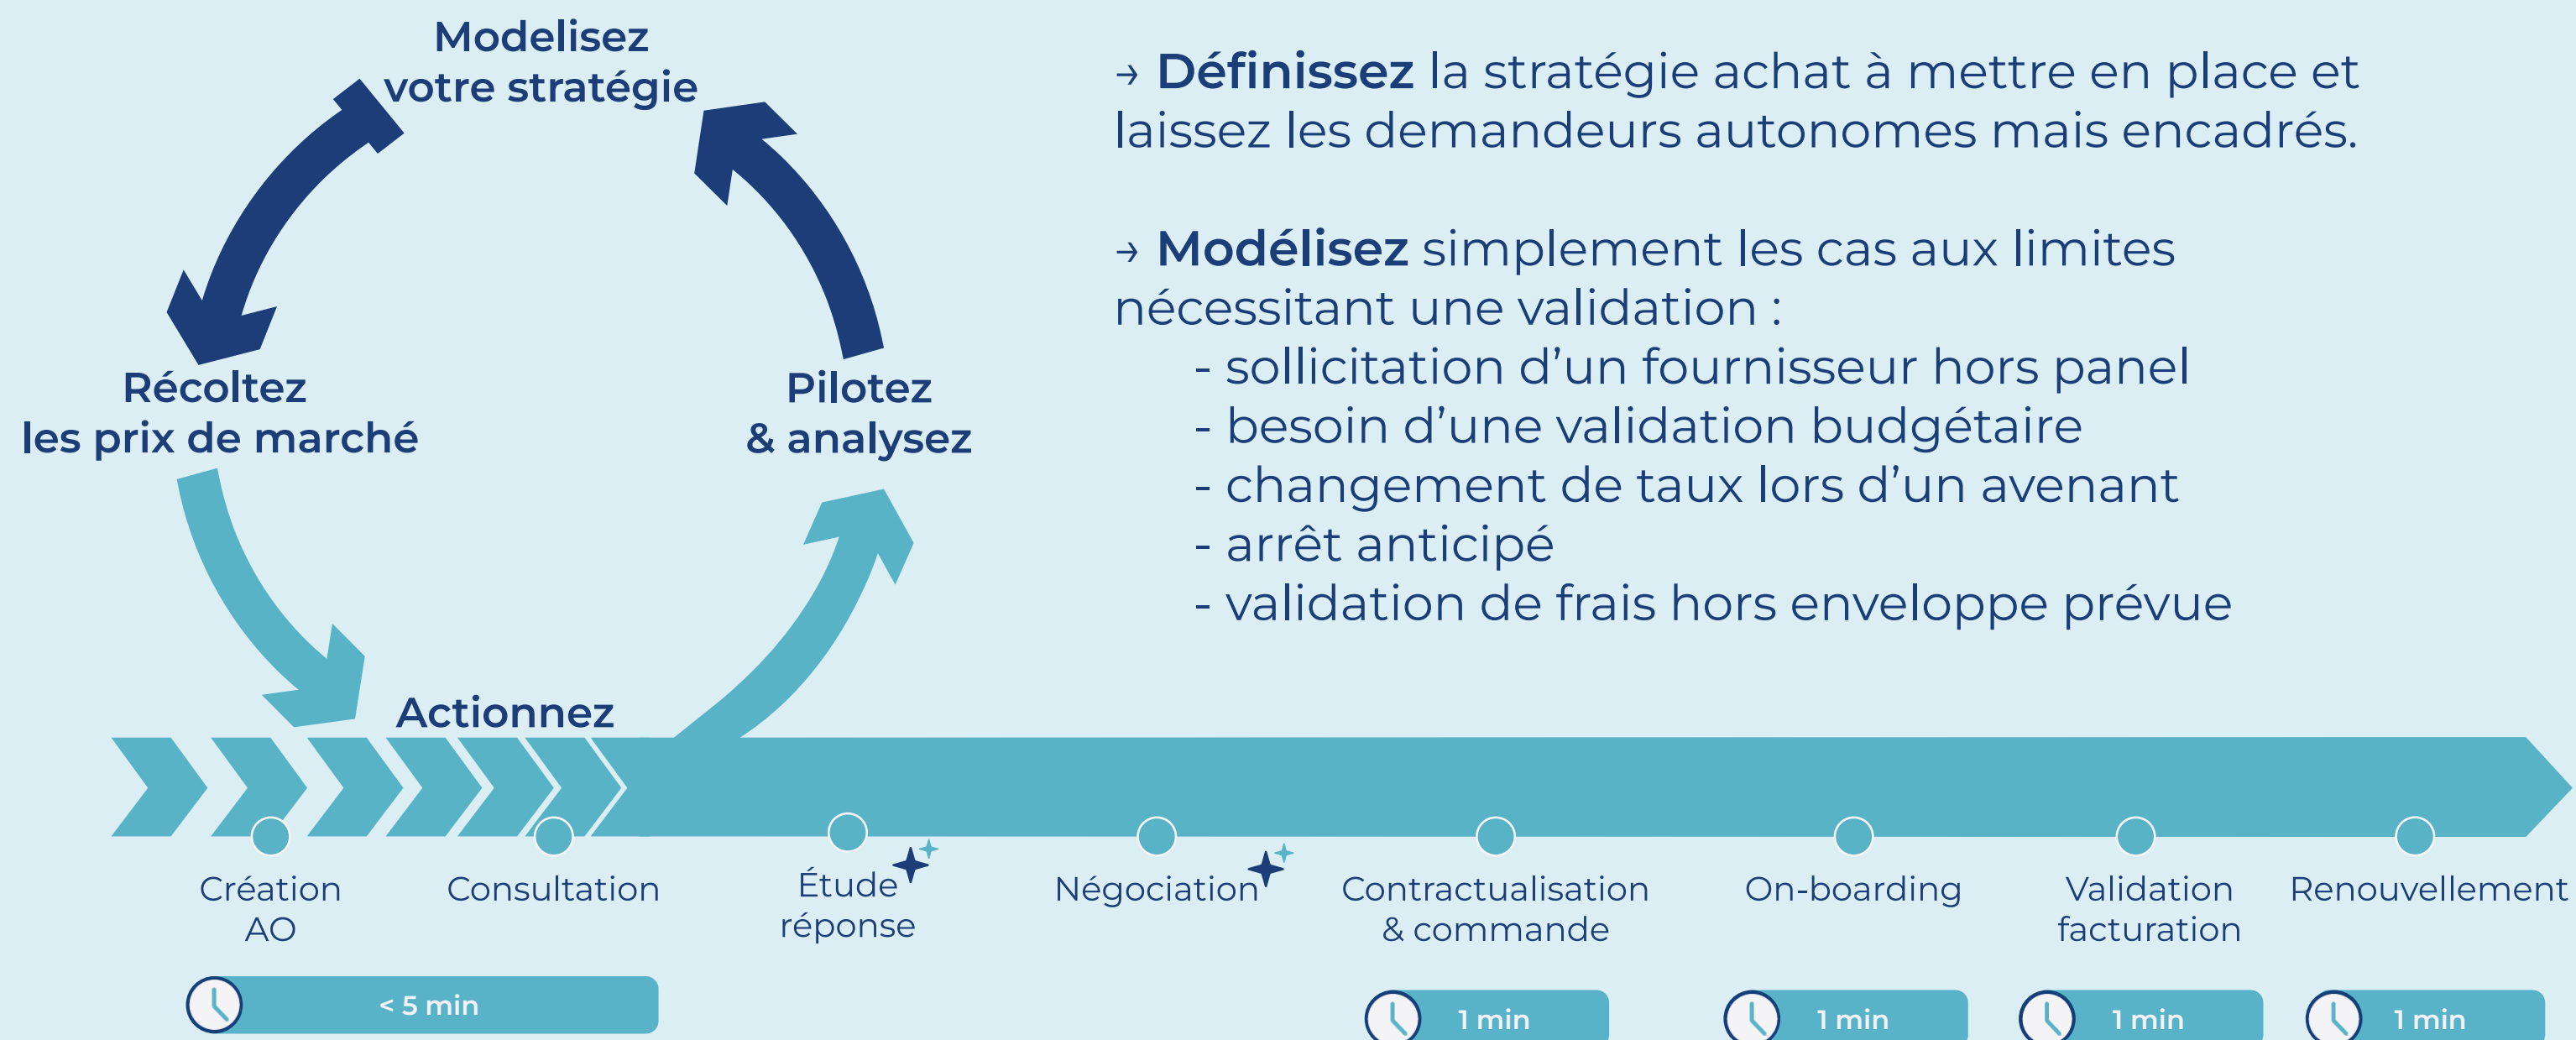 Modelisez
votre stratégie
Récoltez
les prix de marché
Pilotez
& analysez
Actionnez
→ Définissez la stratégie achat à mettre en place et
laissez les demandeurs autonomes mais encadrés.
→ Modélisez simplement les cas aux limites
nécessitant une validation :
- sollicitation d’un fournisseur hors panel
- besoin d’une validation budgétaire
- changement de taux lors d’un avenant
- arrêt anticipé
- validation de frais hors enveloppe prévue
Création
AO
Consultation
Étude
réponse
Négociation
Contractualisation
& commande
On-boarding
Validation
facturation
Renouvellement
< 5 min
1 min
1 min
1 min
1 min